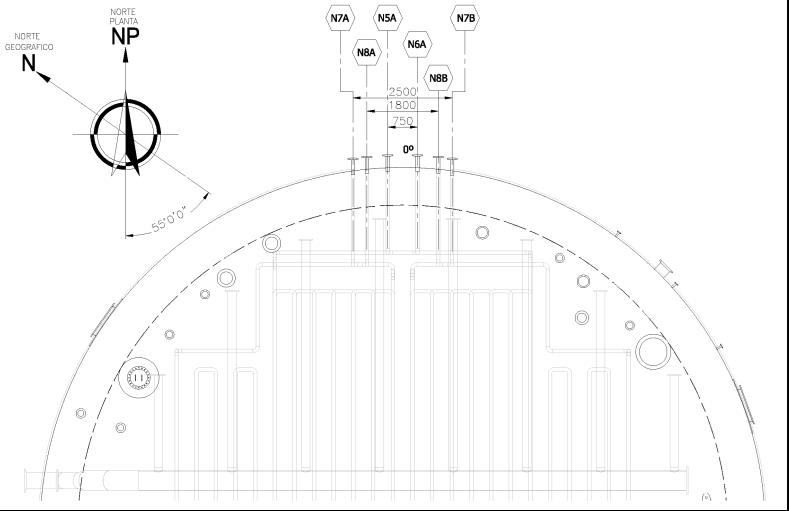 NORTE
PLANTA
NP
NORTE
GEOGRAFICO
N
55°0'0"
N7A
N5A
N7B
N8A
N6A
N8B
2500
1800
750
0º